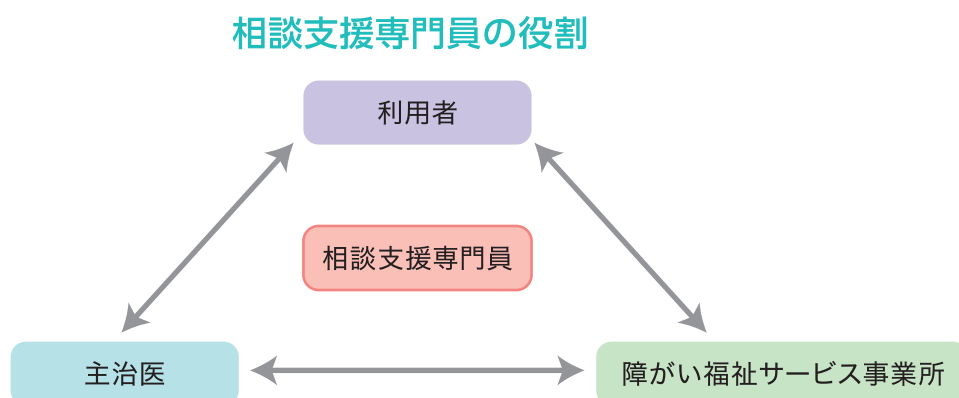 相談支援専門員の役割
利用者
相談支援専門員
主治医
障がい福祉サービス事業所